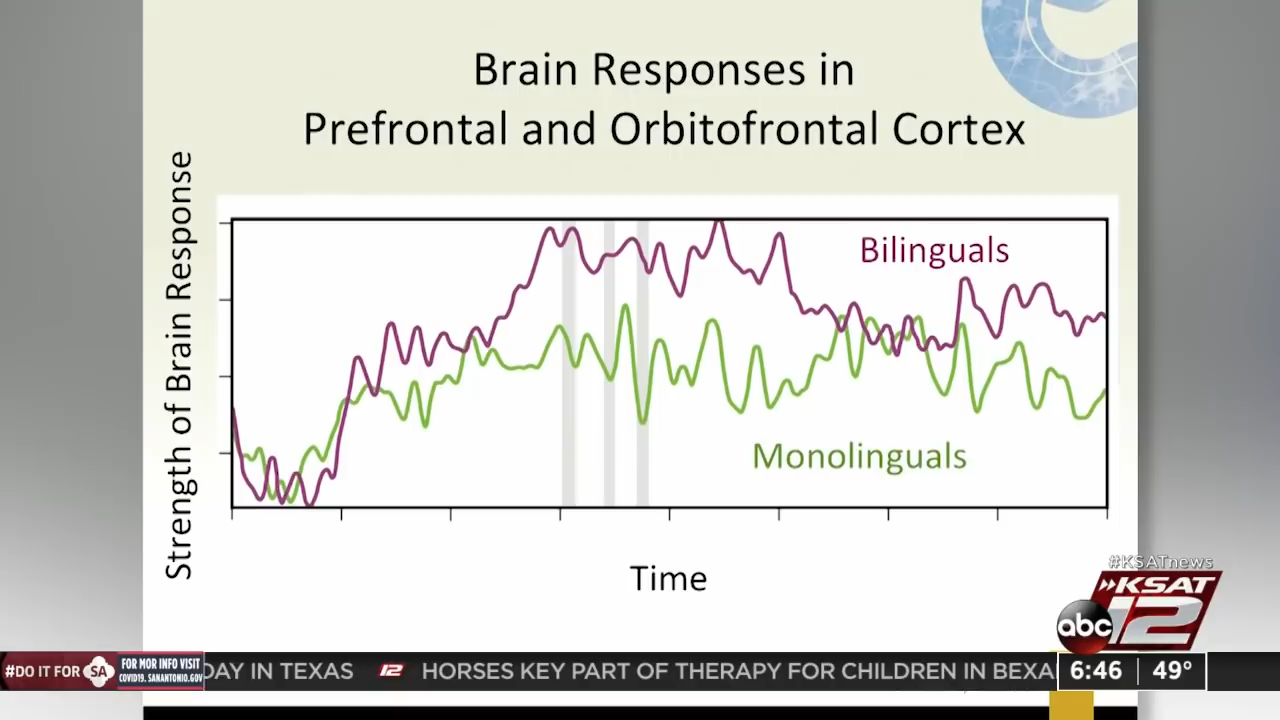 Brain Responses in
Prefrontal and Orbitofrontal Cortex
Strength of Brain Response
Bilinguals
Monolinguals
Time
#KSATnews
KSAT
12
abc
#DO IT FOR SA
FOR MOR INFO VISIT
COVID19. SANANTONIO.GOV
DAY IN TEXAS 12 HORSES KEY PART OF THERAPY FOR CHILDREN IN BEXA
6:46 49°